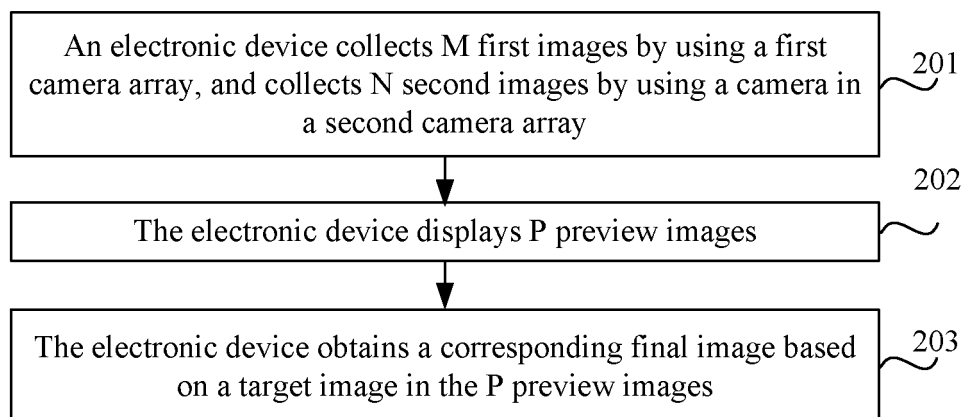 An electronic device collects M first images by using a first
camera array, and collects N second images by using a camera in
a second camera array
201
202
The electronic device displays P preview images
The electronic device obtains a corresponding final image based
on a target image in the P preview images
203